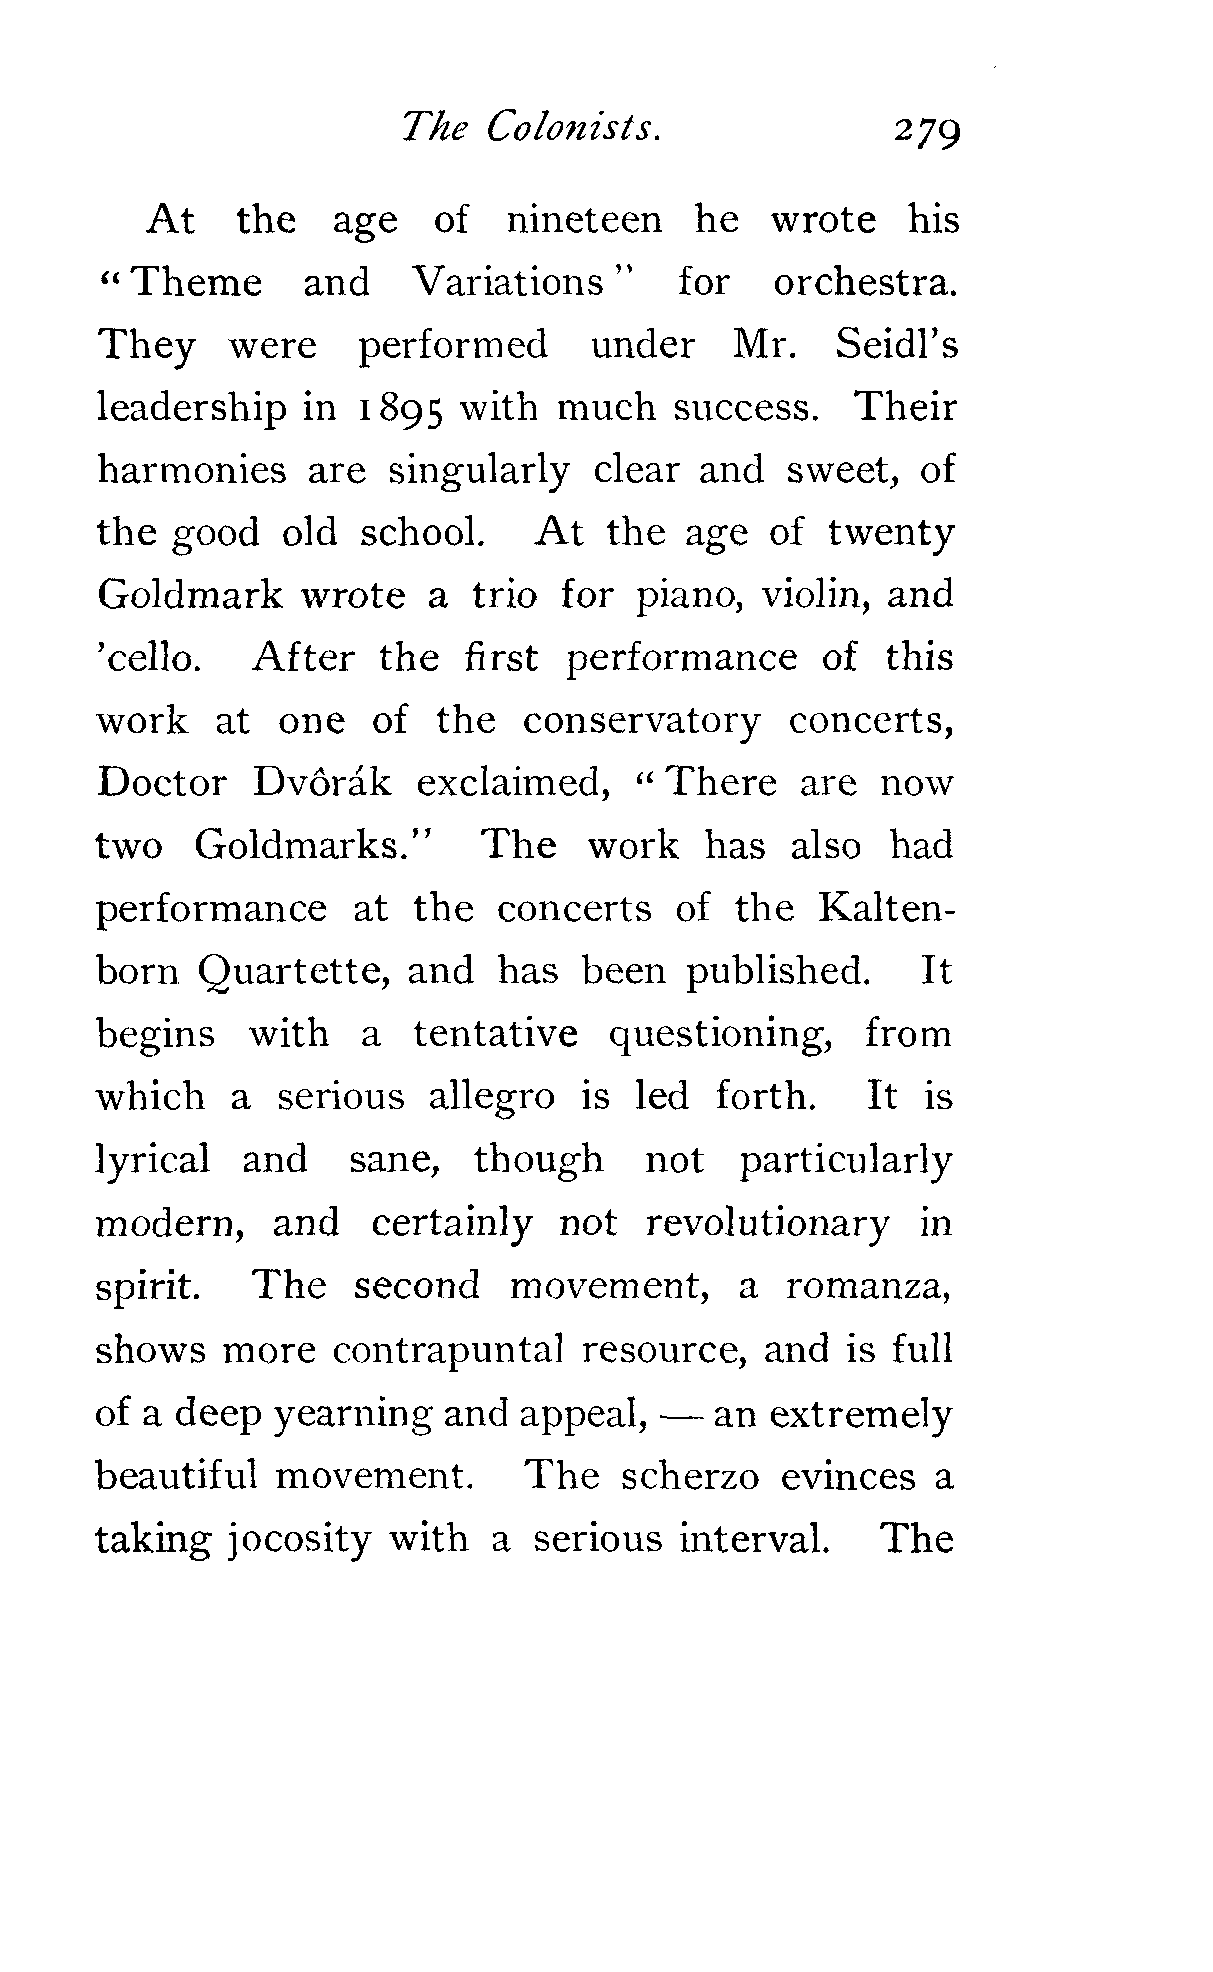 The Colonists. 279
At the age of nineteen he wrote his
“ Theme and Variations ” for orchestra.
They were performed under Mr. Seidl’s
leadership in 1895 with much success. Their
harmonies are singularly clear and sweet, of
the good old school. At the age of twenty
Goldmark wrote a trio for piano, violin, and
’cello. After the first performance of this
work at one of the conservatory concerts,
Doctor Dvôrák exclaimed, “ There are now
two Goldmarks.” The work has also had
performance at the concerts of the Kalten-
born Quartette, and has been published. It
begins with a tentative questioning, from
which a serious allegro is led forth. It is
lyrical and sane, though not particularly
modern, and certainly not revolutionary in
spirit. The second movement, a romanza,
shows more contrapuntal resource, and is full
of a deep yearning and appeal, — an extremely
beautiful movement. The scherzo evinces a
taking jocosity with a serious interval. The